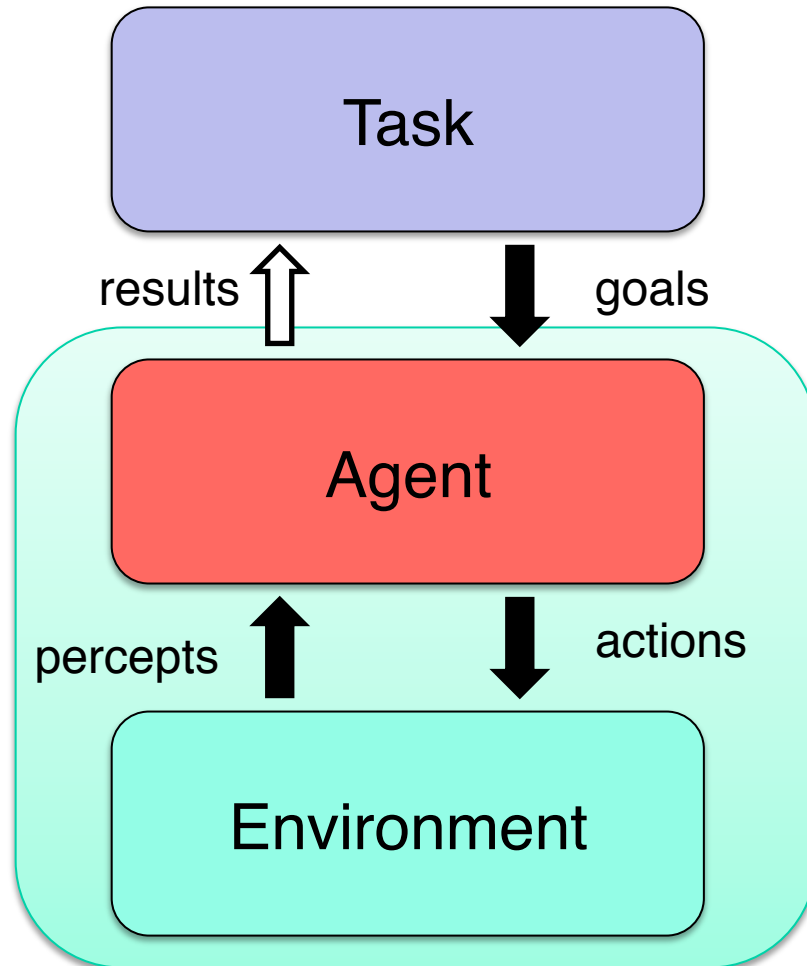 Task
results
goals
Agent
percepts
actions
Environment